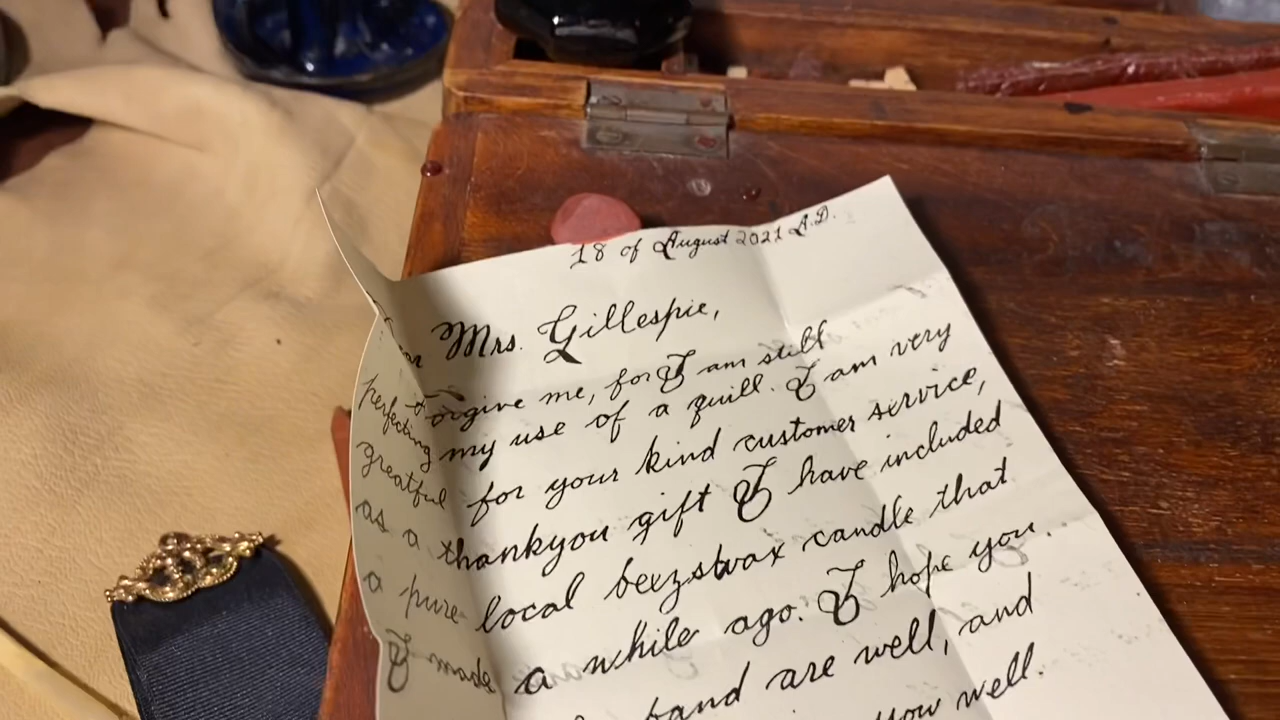 18 of August 2021 A.D.
Mrs. Gillespie,
Forgive me, for I am still
perfecting my use of a quill. I am very
greatful for your kind customer service,
as a thankyou gift I have included
a pure local beezswax candle that
I made a while ago. I hope you
are well, and
you well.